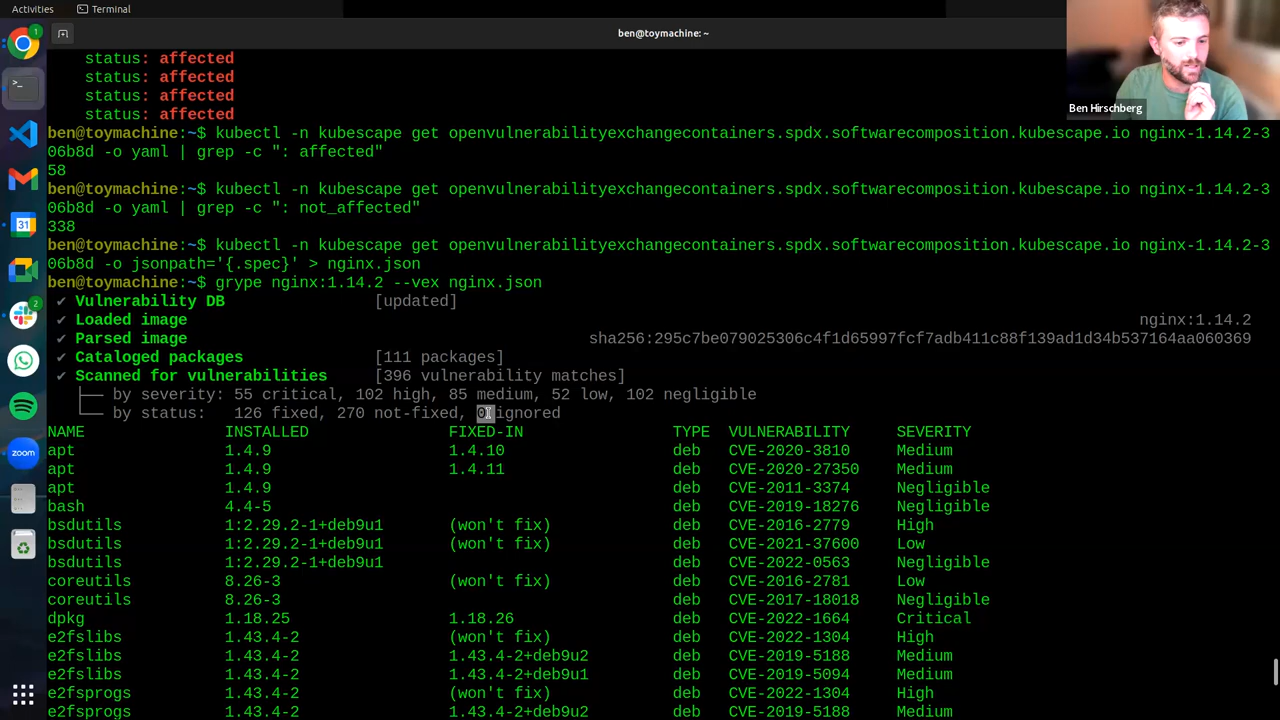 Activities Terminal
ben@toymachine: ~
Ben Hirschberg
status: affected
status: affected
status: affected
status: affected
ben@toymachine:~$ kubectl -n kubescape get openvulnerabilityexchangecontainers.spdx.softwarecomposition.kubescape.io nginx-1.14.2-3
06b8d -o yaml | grep -c ": affected"
58
ben@toymachine:~$ kubectl -n kubescape get openvulnerabilityexchangecontainers.spdx.softwarecomposition.kubescape.io nginx-1.14.2-3
06b8d -o yaml | grep -c ": not_affected"
338
ben@toymachine:~$ kubectl -n kubescape get openvulnerabilityexchangecontainers.spdx.softwarecomposition.kubescape.io nginx-1.14.2-3
06b8d -o jsonpath='{.spec}' > nginx.json
ben@toymachine:~$ grype nginx:1.14.2 --vex nginx.json
✔ Vulnerability DB [updated]
✔ Loaded image nginx:1.14.2
✔ Parsed image sha256:295c7be079025306c4f1d65997fcf7adb411c88f139ad1d34b537164aa060369
✔ Cataloged packages [111 packages]
✔ Scanned for vulnerabilities [396 vulnerability matches]
├── by severity: 55 critical, 102 high, 85 medium, 52 low, 102 negligible
└── by status: 126 fixed, 270 not-fixed, 0 ignored
NAME INSTALLED FIXED-IN TYPE VULNERABILITY SEVERITY
apt 1.4.9 1.4.10 deb CVE-2020-3810 Medium
apt 1.4.9 1.4.11 deb CVE-2020-27350 Medium
apt 1.4.9 deb CVE-2011-3374 Negligible
bash 4.4-5 deb CVE-2019-18276 Negligible
bsdutils 1:2.29.2-1+deb9u1 (won't fix) deb CVE-2016-2779 High
bsdutils 1:2.29.2-1+deb9u1 (won't fix) deb CVE-2021-37600 Low
bsdutils 1:2.29.2-1+deb9u1 deb CVE-2022-0563 Negligible
coreutils 8.26-3 (won't fix) deb CVE-2016-2781 Low
coreutils 8.26-3 deb CVE-2017-18018 Negligible
dpkg 1.18.25 1.18.26 deb CVE-2022-1664 Critical
e2fslibs 1.43.4-2 (won't fix) deb CVE-2022-1304 High
e2fslibs 1.43.4-2 1.43.4-2+deb9u2 deb CVE-2019-5188 Medium
e2fslibs 1.43.4-2 1.43.4-2+deb9u1 deb CVE-2019-5094 Medium
e2fsprogs 1.43.4-2 (won't fix) deb CVE-2022-1304 High
e2fsprogs 1.43.4-2 1.43.4-2+deb9u2 deb CVE-2019-5188 Medium
1
31
2
zoom